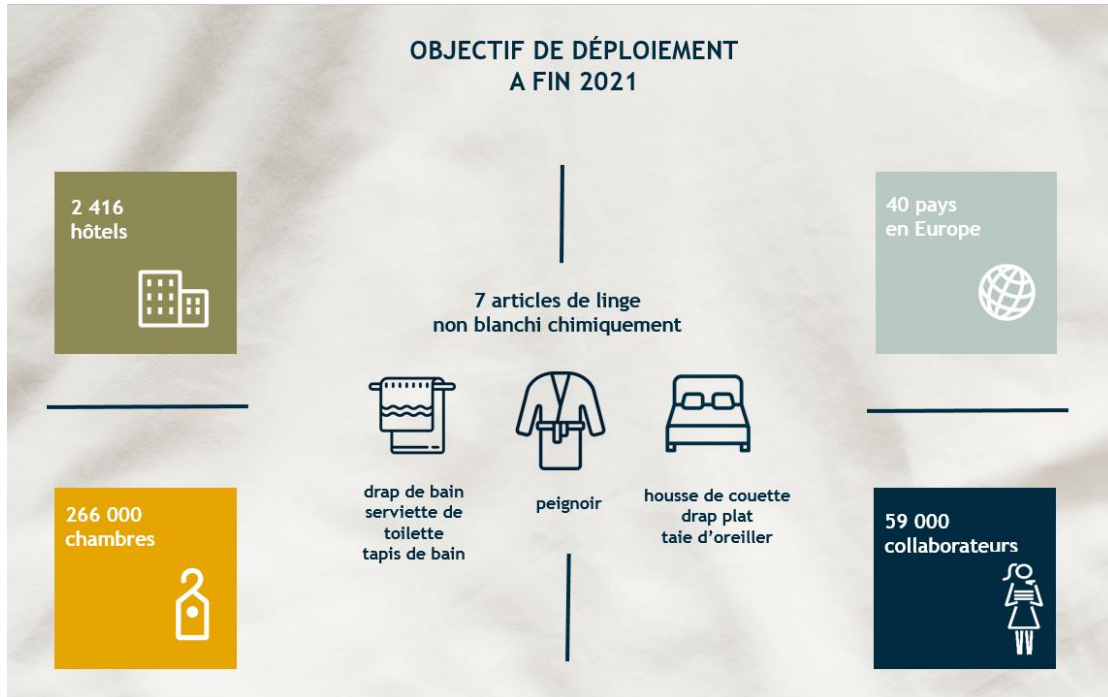 OBJECTIF DE DÉPLOIEMENT
A FIN 2021
2 416
hôtels
40 pays
en Europe
7 articles de linge
non blanchi chimiquement
drap de bain
serviette de
toilette
tapis de bain
peignoir
housse de couette
drap plat
taie d'oreiller
266 000
chambres
59 000
collaborateurs